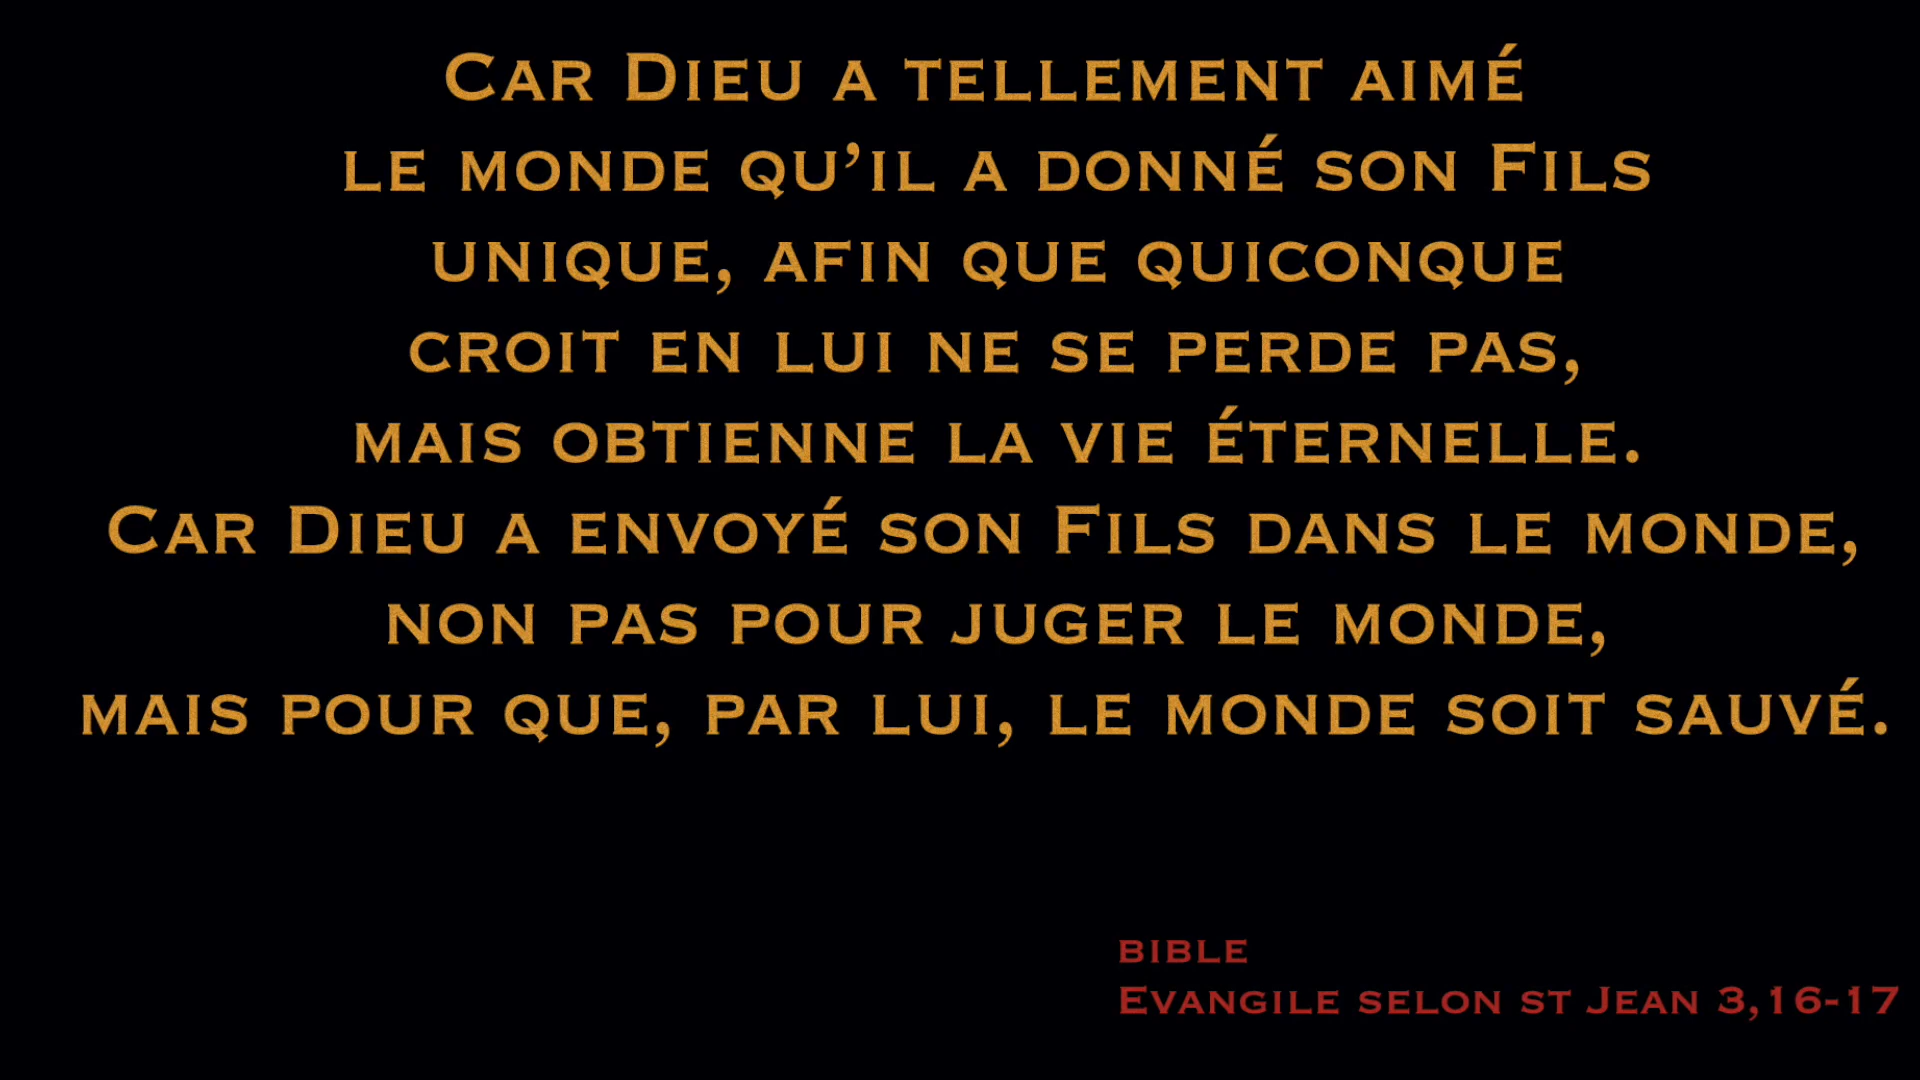 Car Dieu a tellement aimé
le monde qu’il a donné son Fils
unique, afin que quiconque
croit en lui ne se perde pas,
mais obtienne la vie éternelle.
Car Dieu a envoyé son Fils dans le monde,
non pas pour juger le monde,
mais pour que, par lui, le monde soit sauvé.
bible
Evangile selon st Jean 3,16-17